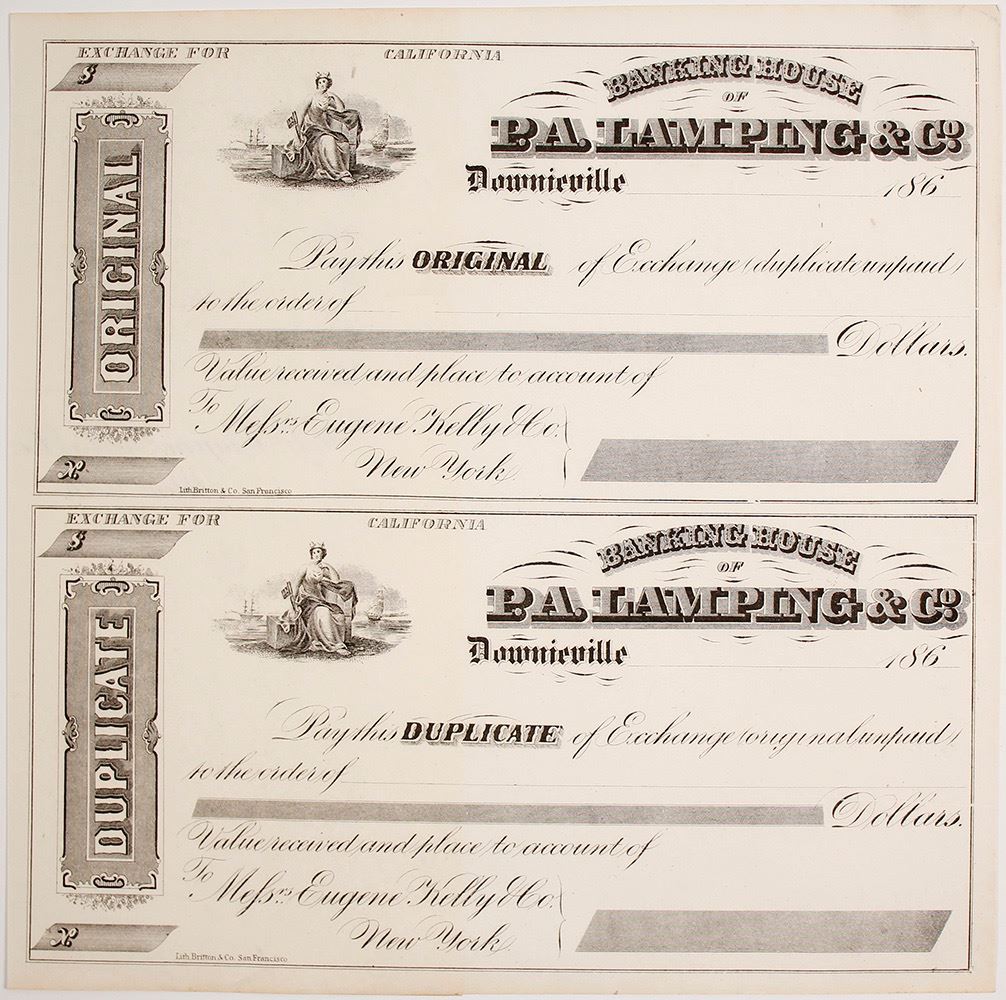 EXCHANGE FOR CALIFORNIA
$
ORIGINAL
BANKING HOUSE
OF
P.A. LAMPING & Co.
Downieville 186
Pay this ORIGINAL of Exchange (duplicate unpaid)
to the order of
Dollars.
Value received and place to account of
To Messrs. Eugene Kelly & Co.
New York
No
Lith. Britton & Co. San Francisco
EXCHANGE FOR CALIFORNIA
$
DUPLICATE
BANKING HOUSE
OF
P.A. LAMPING & Co.
Downieville 186
Pay this DUPLICATE of Exchange (original unpaid)
to the order of
Dollars.
Value received and place to account of
To Messrs. Eugene Kelly & Co.
New York
No
Lith. Britton & Co. San Francisco